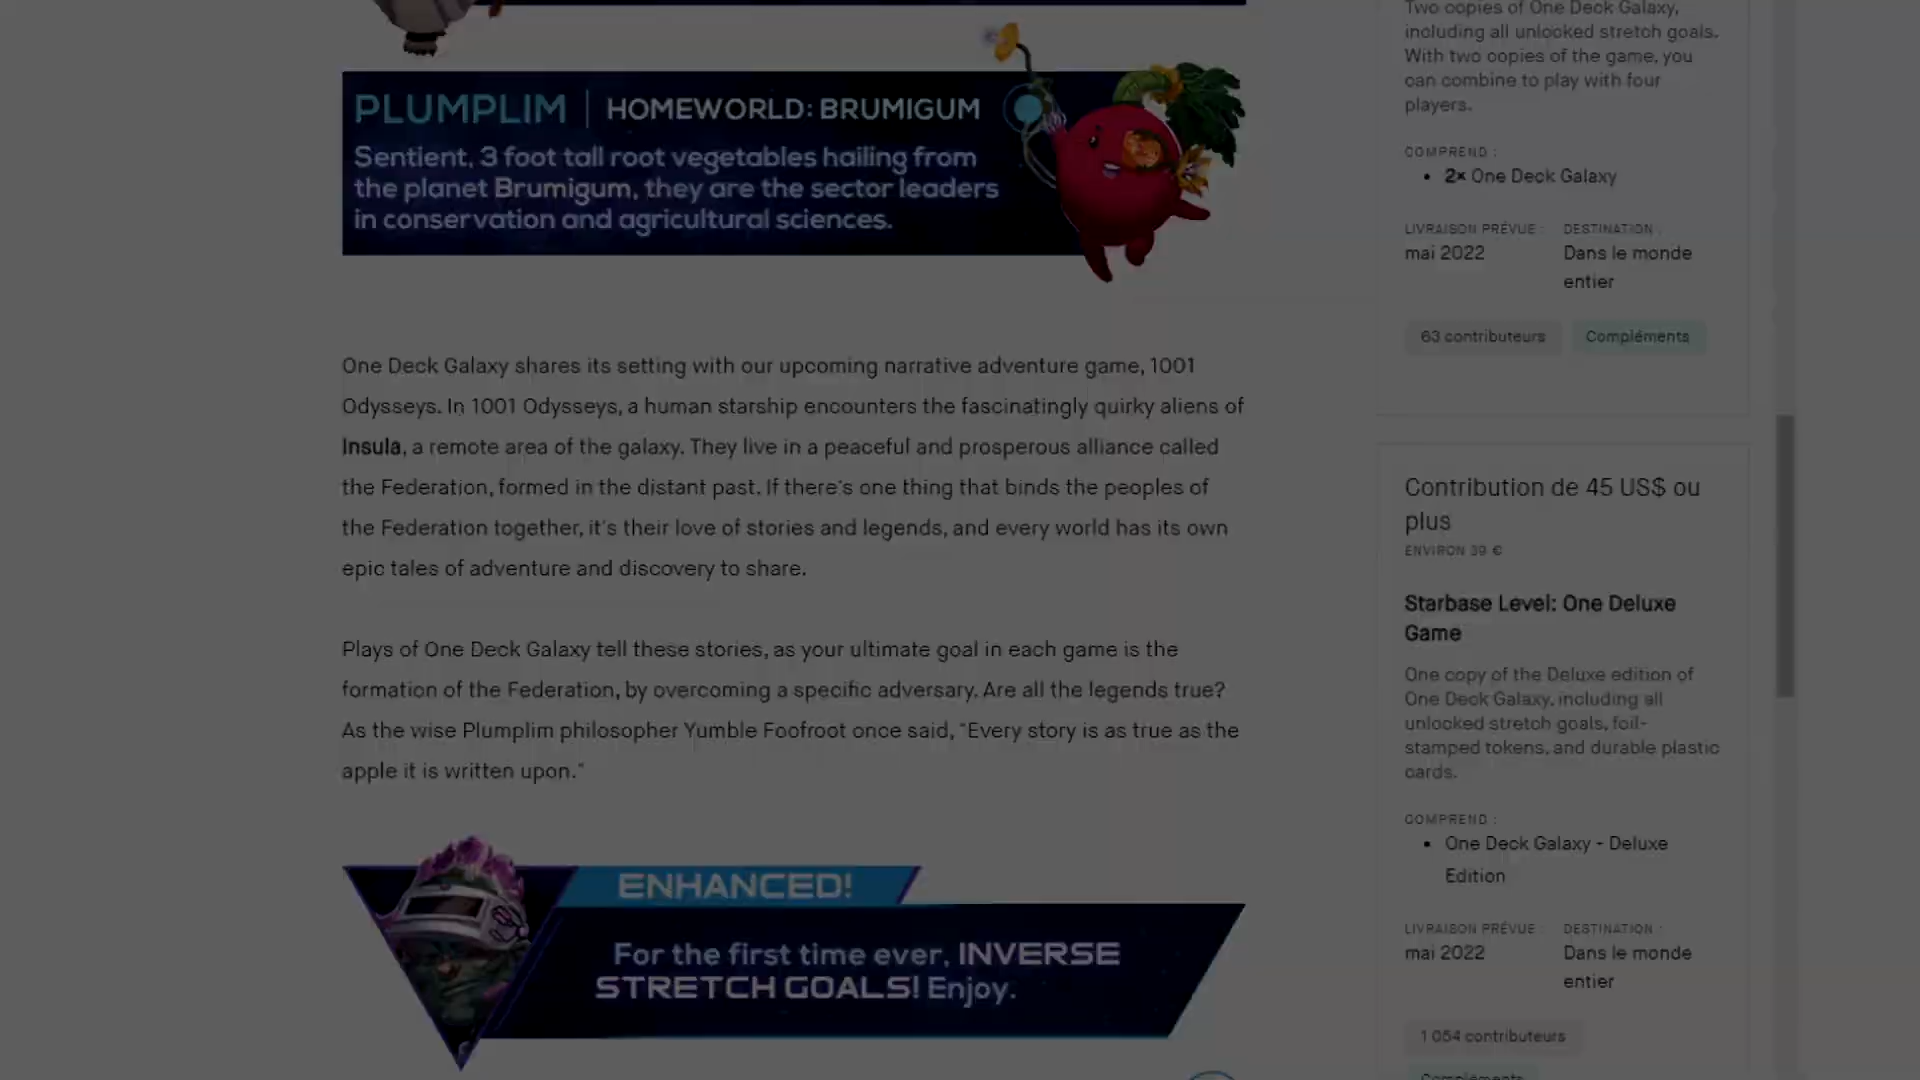 PLUMPLIM | HOMEWORLD: BRUMIGUM
Sentient, 3 foot tall root vegetables hailing from
the planet Brumigum, they are the sector leaders
in conservation and agricultural sciences.
One Deck Galaxy shares its setting with our upcoming narrative adventure game, 1001
Odysseys. In 1001 Odysseys, a human starship encounters the fascinatingly quirky aliens of
Insula, a remote area of the galaxy. They live in a peaceful and prosperous alliance called
the Federation, formed in the distant past. If there's one thing that binds the peoples of
the Federation together, it's their love of stories and legends, and every world has its own
epic tales of adventure and discovery to share.
Plays of One Deck Galaxy tell these stories, as your ultimate goal in each game is the
formation of the Federation, by overcoming a specific adversary. Are all the legends true?
As the wise Plumplim philosopher Yumble Foofroot once said, "Every story is as true as the
apple it is written upon."
ENHANCED!
For the first time ever, INVERSE
STRETCH GOALS! Enjoy.
Two copies of One Deck Galaxy,
including all unlocked stretch goals.
With two copies of the game, you
can combine to play with four
players.
COMPREND :
• 2× One Deck Galaxy
LIVRAISON PRÉVUE : DESTINATION :
mai 2022 Dans le monde
entier
63 contributeurs Compléments
Contribution de 45 US$ ou
plus
ENVIRON 39 €
Starbase Level: One Deluxe
Game
One copy of the Deluxe edition of
One Deck Galaxy, including all
unlocked stretch goals, foil-
stamped tokens, and durable plastic
cards.
COMPREND :
• One Deck Galaxy - Deluxe
Edition
LIVRAISON PRÉVUE : DESTINATION :
mai 2022 Dans le monde
entier
1 054 contributeurs
Compléments